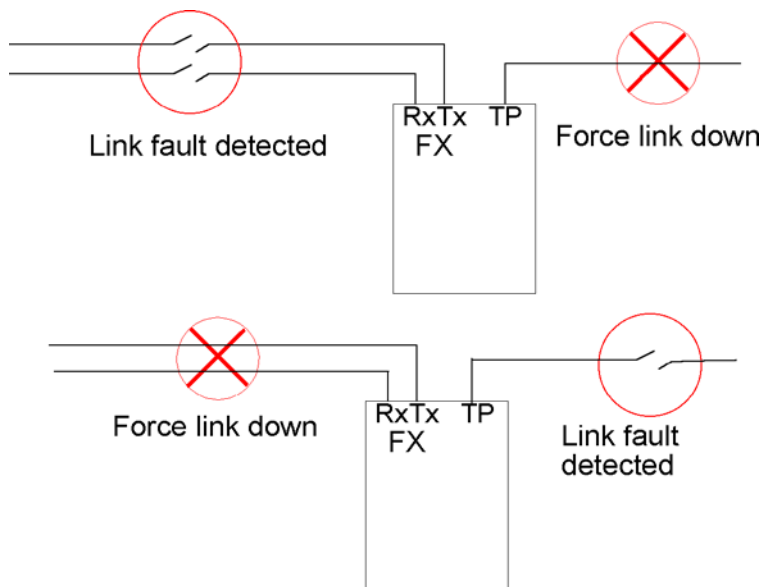 Link fault detected
RxTx TP
FX
Force link down
Force link down
RxTx TP
FX
Link fault
detected